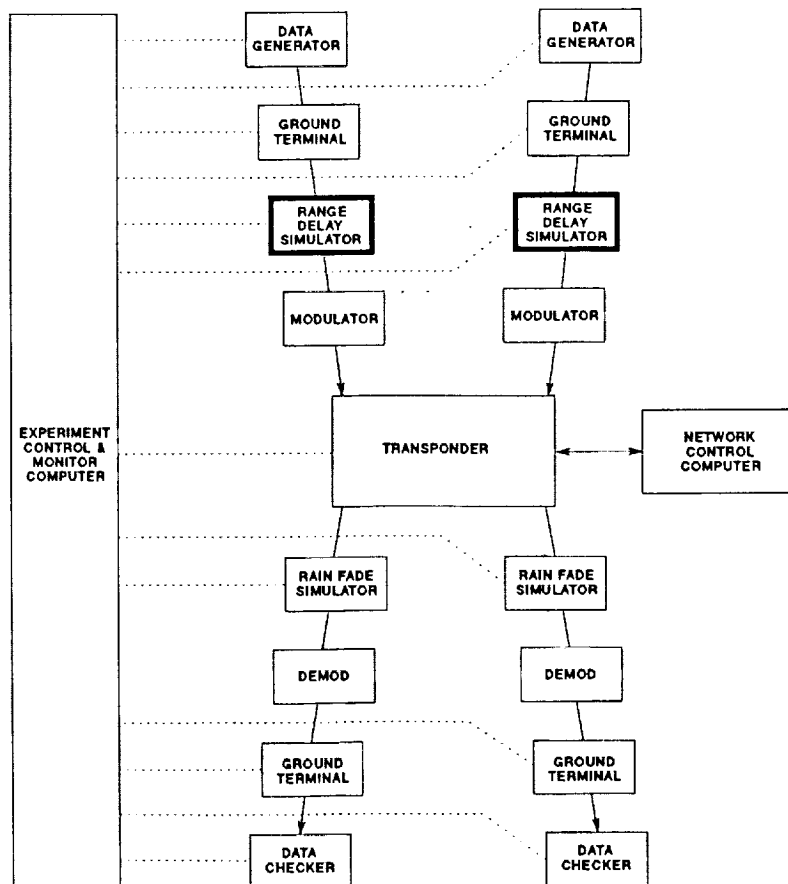 DATA
GENERATOR
DATA
GENERATOR
GROUND
TERMINAL
GROUND
TERMINAL
RANGE
DELAY
SIMULATOR
RANGE
DELAY
SIMULATOR
MODULATOR
MODULATOR
EXPERIMENT
CONTROL &
MONITOR
COMPUTER
TRANSPONDER
NETWORK
CONTROL
COMPUTER
RAIN FADE
SIMULATOR
RAIN FADE
SIMULATOR
DEMOD
DEMOD
GROUND
TERMINAL
GROUND
TERMINAL
DATA
CHECKER
DATA
CHECKER